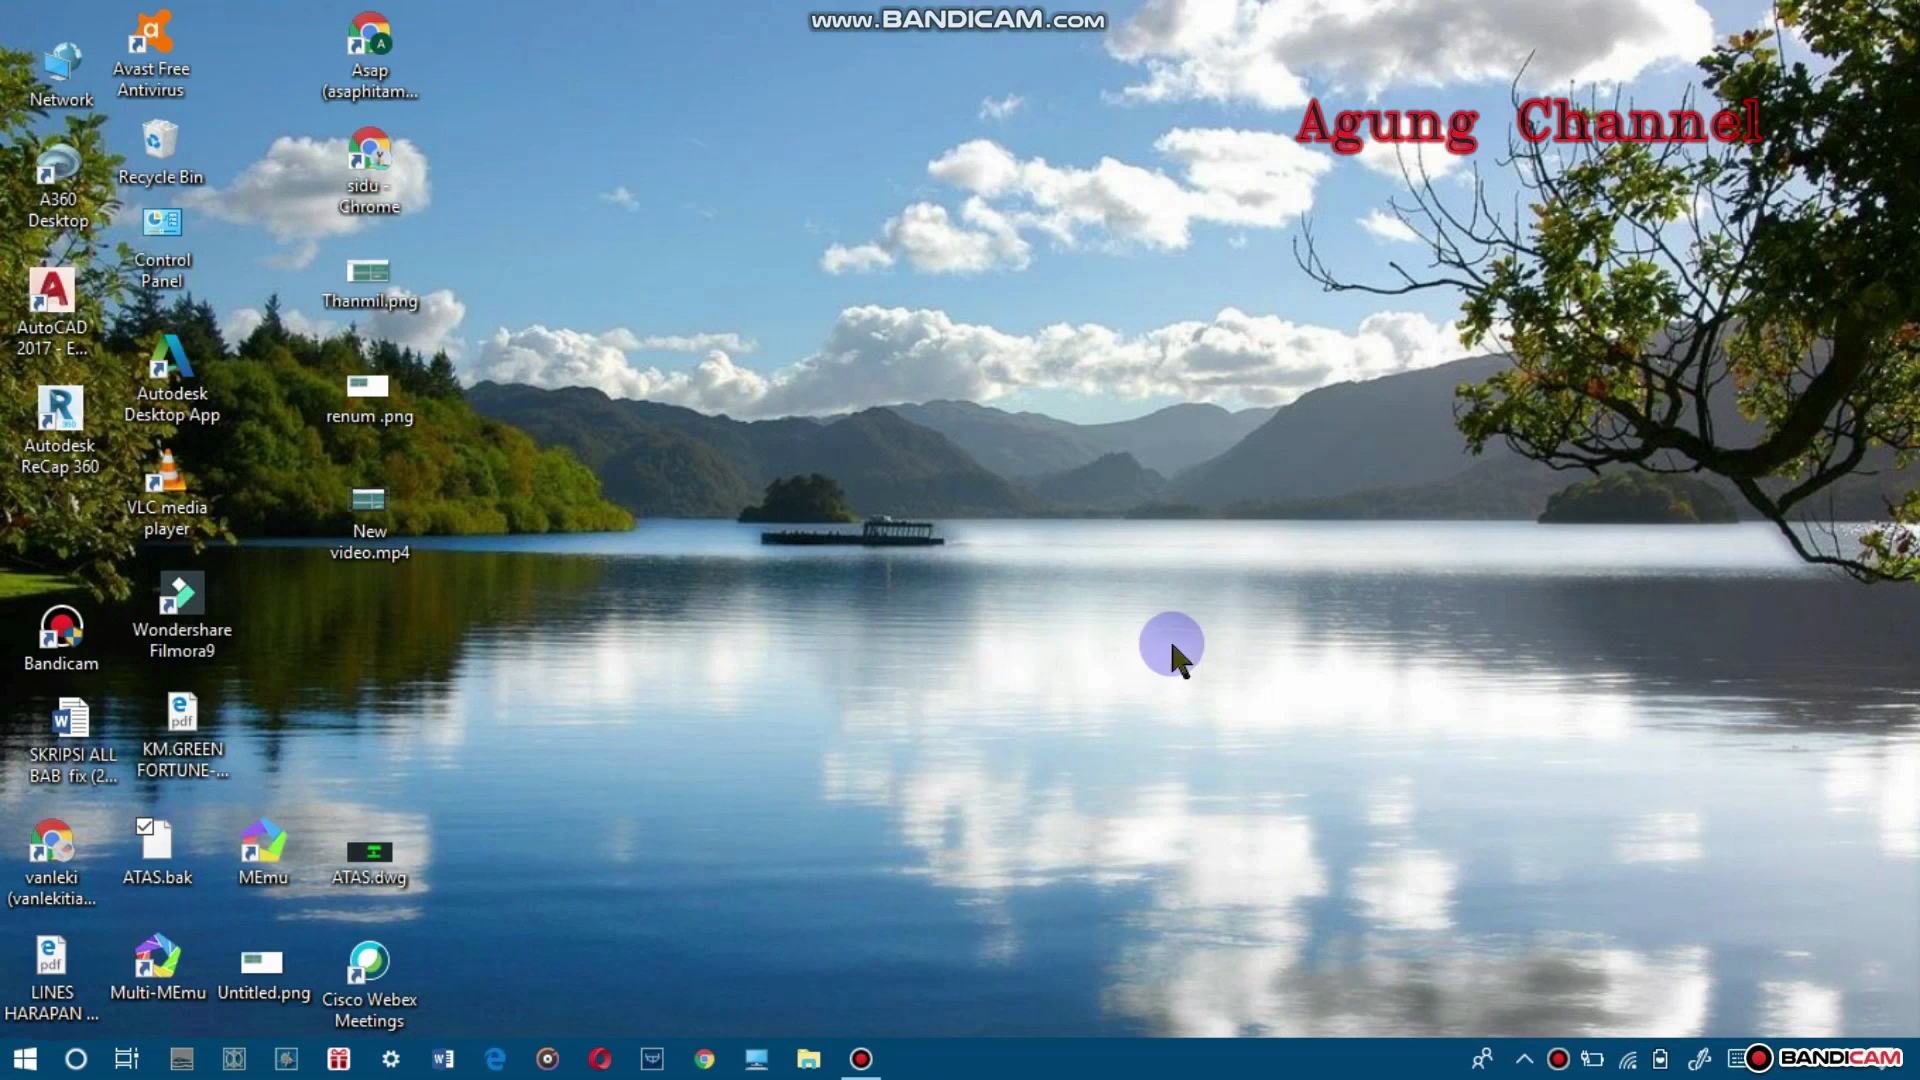 www.BANDICAM.com
Agung Channel
Network
Avast Free
Antivirus
Asap
(asaphitam...
A360
Desktop
Recycle Bin
sidu -
Chrome
Control
Panel
Thanmil.png
AutoCAD
2017 - E...
Autodesk
Desktop App
renum .png
Autodesk
ReCap 360
VLC media
player
New
video.mp4
Bandicam
Wondershare
Filmora9
SKRIPSI ALL
BAB fix (2...
pdf
KM.GREEN
FORTUNE-...
vanleki
(vanlekitia...
ATAS.bak
MEmu
ATAS.dwg
pdf
LINES
HARAPAN ...
Multi-MEmu
Untitled.png
Cisco Webex
Meetings
BANDICAM